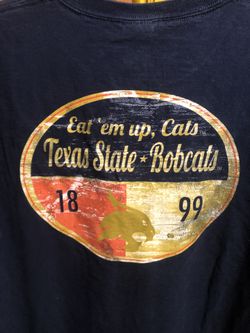 Eat 'em up, Cats
Texas State ★ Bobcats
18 99